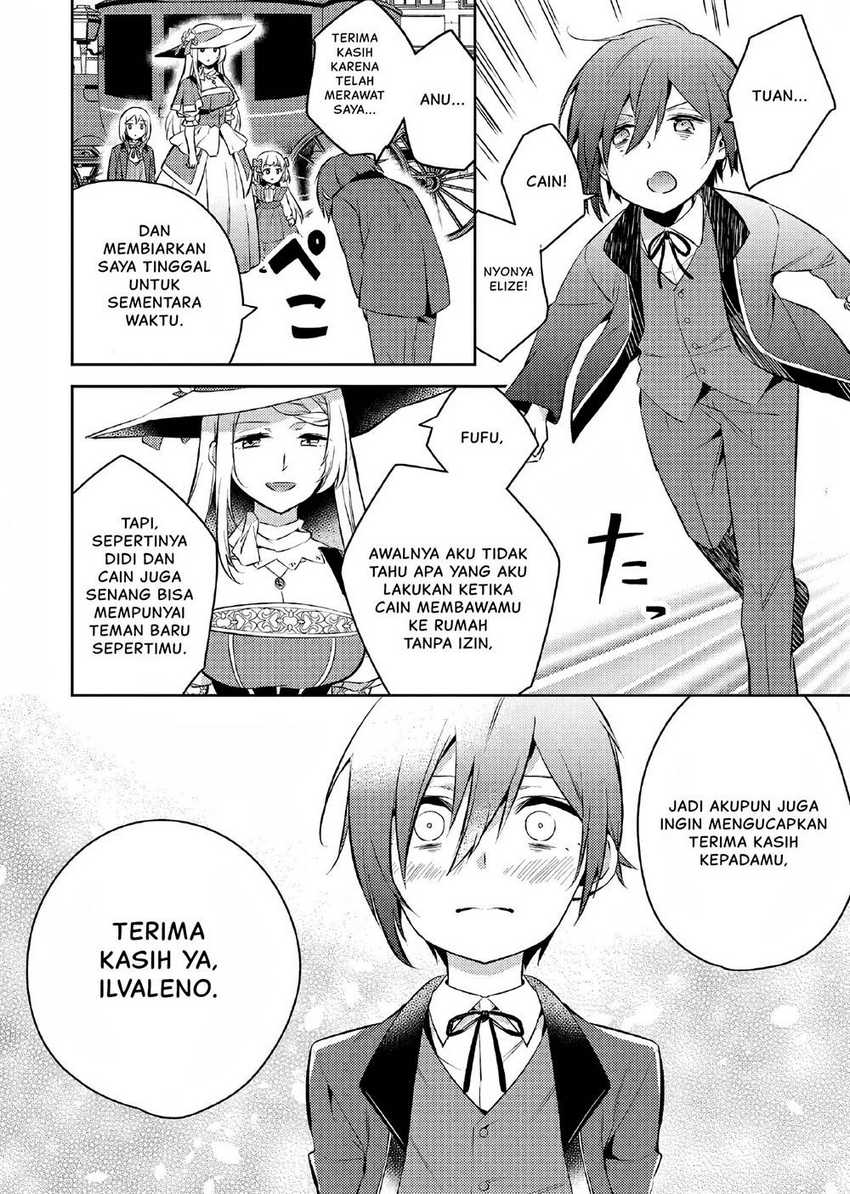 TUAN...
CAIN!
NYONYA
ELIZE!
たっ
ANU...
TERIMA
KASIH
KARENA
TELAH
MERAWAT
SAYA...
DAN
MEMBIARKAN
SAYA TINGGAL
UNTUK
SEMENTARA
WAKTU.
ペこ
FUFU,
AWALNYA AKU TIDAK
TAHU APA YANG AKU
LAKUKAN KETIKA
CAIN MEMBAWAMU
KE RUMAH
TANPA IZIN,
TAPI,
SEPERTINYA
DIDI DAN
CAIN JUGA
SENANG BISA
MEMPUNYAI
TEMAN BARU
SEPERTIMU.
JADI AKUPUN JUGA
INGIN MENGUCAPKAN
TERIMA KASIH
KEPADAMU,
TERIMA
KASIH YA,
ILVALENO.